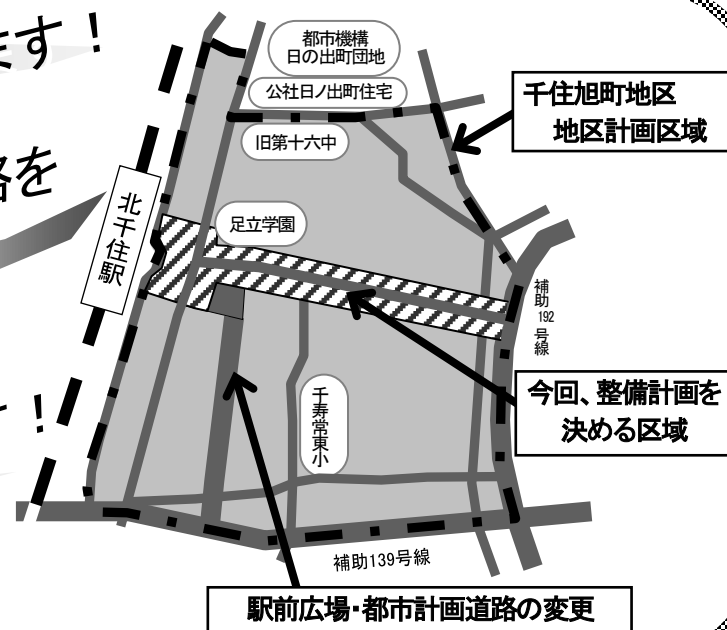 ます！
都市機構
日の出町団地
公社日ノ出町住宅
千住旭町地区
地区計画区域
旧第十六中
路を
北千住駅
足立学園
補助192号線
今回、整備計画を
決める区域
！
千寿常東小
補助139号線
駅前広場・都市計画道路の変更